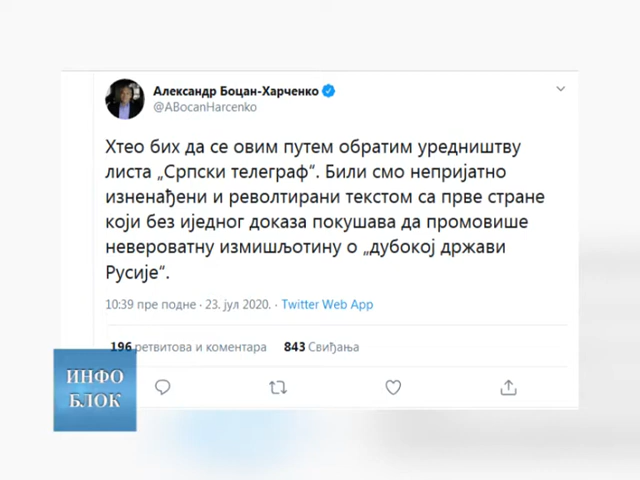 Александр Боцан-Харченко
@ABocanHarcenko
Хтео бих да се овим путем обратим уредништву
листа „Српски телеграф“. Били смо непријатно
изненађени и револтирани текстом са прве стране
који без иједног доказа покушава да промовише
невероватну измишљотину о „дубокој држави
Русије“.
10:39 пре подне · 23. јул 2020. · Twitter Web App
196 ретвитова и коментара 843 Свиђања
ИНФО
БЛОК